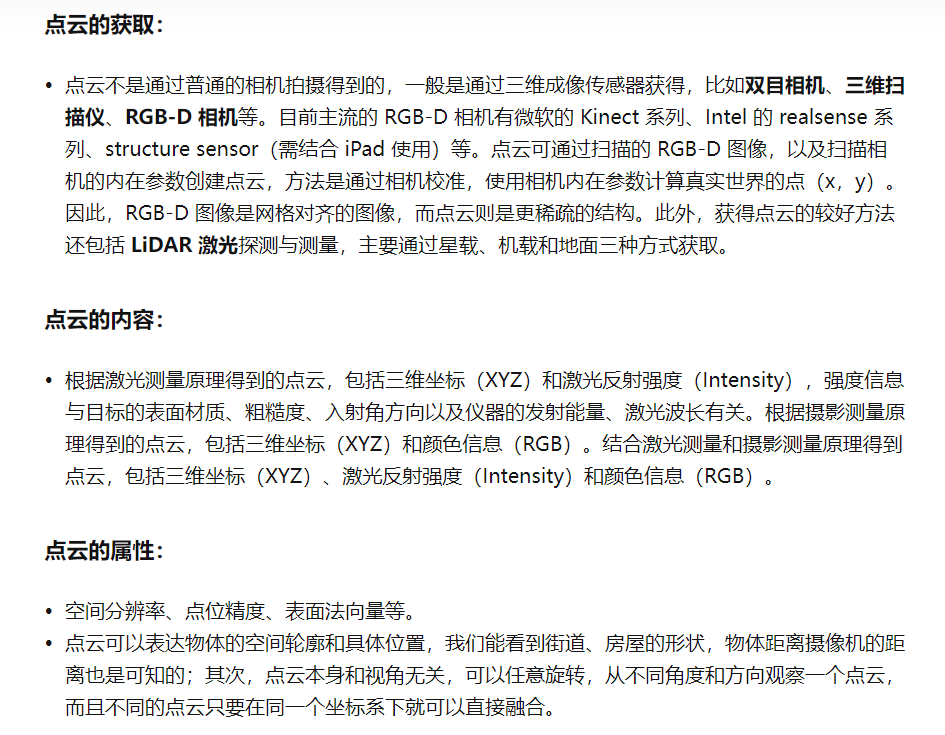 点云的获取：
• 点云不是通过普通的相机拍摄得到的，一般是通过三维成像传感器获得，比如双目相机、三维扫
描仪、RGB-D 相机等。目前主流的 RGB-D 相机有微软的 Kinect 系列、Intel 的 realsense 系
列、structure sensor（需结合 iPad 使用）等。点云可通过扫描的 RGB-D 图像，以及扫描相
机的内在参数创建点云，方法是通过相机校准，使用相机内在参数计算真实世界的点（x，y）。
因此，RGB-D 图像是网格对齐的图像，而点云则是更稀疏的结构。此外，获得点云的较好方法
还包括 LiDAR 激光探测与测量，主要通过星载、机载和地面三种方式获取。
点云的内容：
• 根据激光测量原理得到的点云，包括三维坐标（XYZ）和激光反射强度（Intensity），强度信息
与目标的表面材质、粗糙度、入射角方向以及仪器的发射能量、激光波长有关。根据摄影测量原
理得到的点云，包括三维坐标（XYZ）和颜色信息（RGB）。结合激光测量和摄影测量原理得到
点云，包括三维坐标（XYZ）、激光反射强度（Intensity）和颜色信息（RGB）。
点云的属性：
• 空间分辨率、点位精度、表面法向量等。
• 点云可以表达物体的空间轮廓和具体位置，我们能看到街道、房屋的形状，物体距离摄像机的距
离也是可知的；其次，点云本身和视角无关，可以任意旋转，从不同角度和方向观察一个点云，
而且不同的点云只要在同一个坐标系下就可以直接融合。